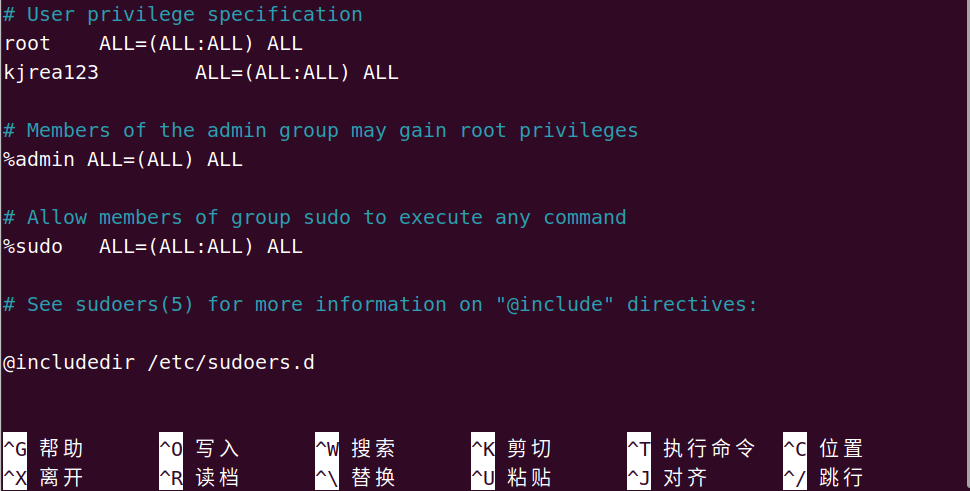 # User privilege specification
root    ALL=(ALL:ALL) ALL
kjrea123        ALL=(ALL:ALL) ALL
# Members of the admin group may gain root privileges
%admin ALL=(ALL) ALL
# Allow members of group sudo to execute any command
%sudo   ALL=(ALL:ALL) ALL
# See sudoers(5) for more information on "@include" directives:
@includedir /etc/sudoers.d
^G 帮助 ^O 写入 ^W 搜索 ^K 剪切 ^T 执行命令 ^C 位置
^X 离开 ^R 读档 ^\ 替换 ^U 粘贴 ^J 对齐 ^/ 跳行